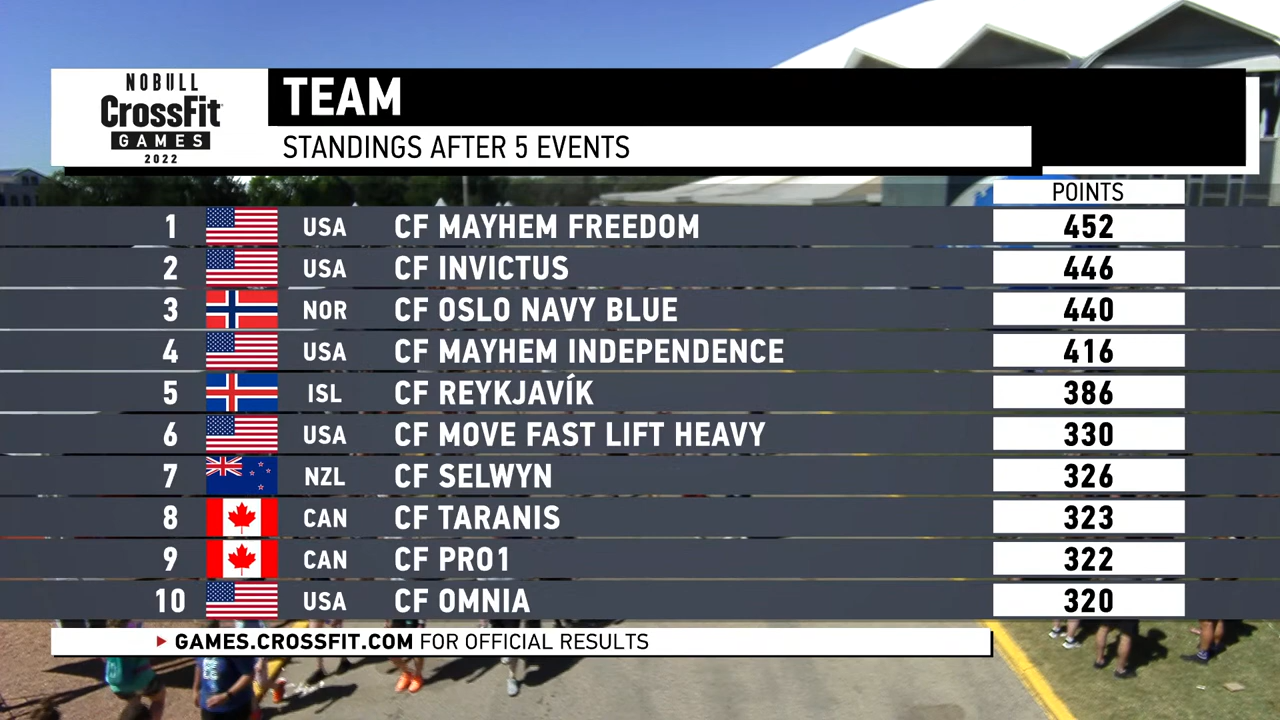 NOBULL
CrossFit
GAMES
2022
TEAM
STANDINGS AFTER 5 EVENTS
POINTS
1 USA CF MAYHEM FREEDOM 452
2 USA CF INVICTUS 446
3 NOR CF OSLO NAVY BLUE 440
4 USA CF MAYHEM INDEPENDENCE 416
5 ISL CF REYKJAVÍK 386
6 USA CF MOVE FAST LIFT HEAVY 330
7 NZL CF SELWYN 326
8 CAN CF TARANIS 323
9 CAN CF PRO1 322
10 USA CF OMNIA 320
GAMES.CROSSFIT.COM FOR OFFICIAL RESULTS